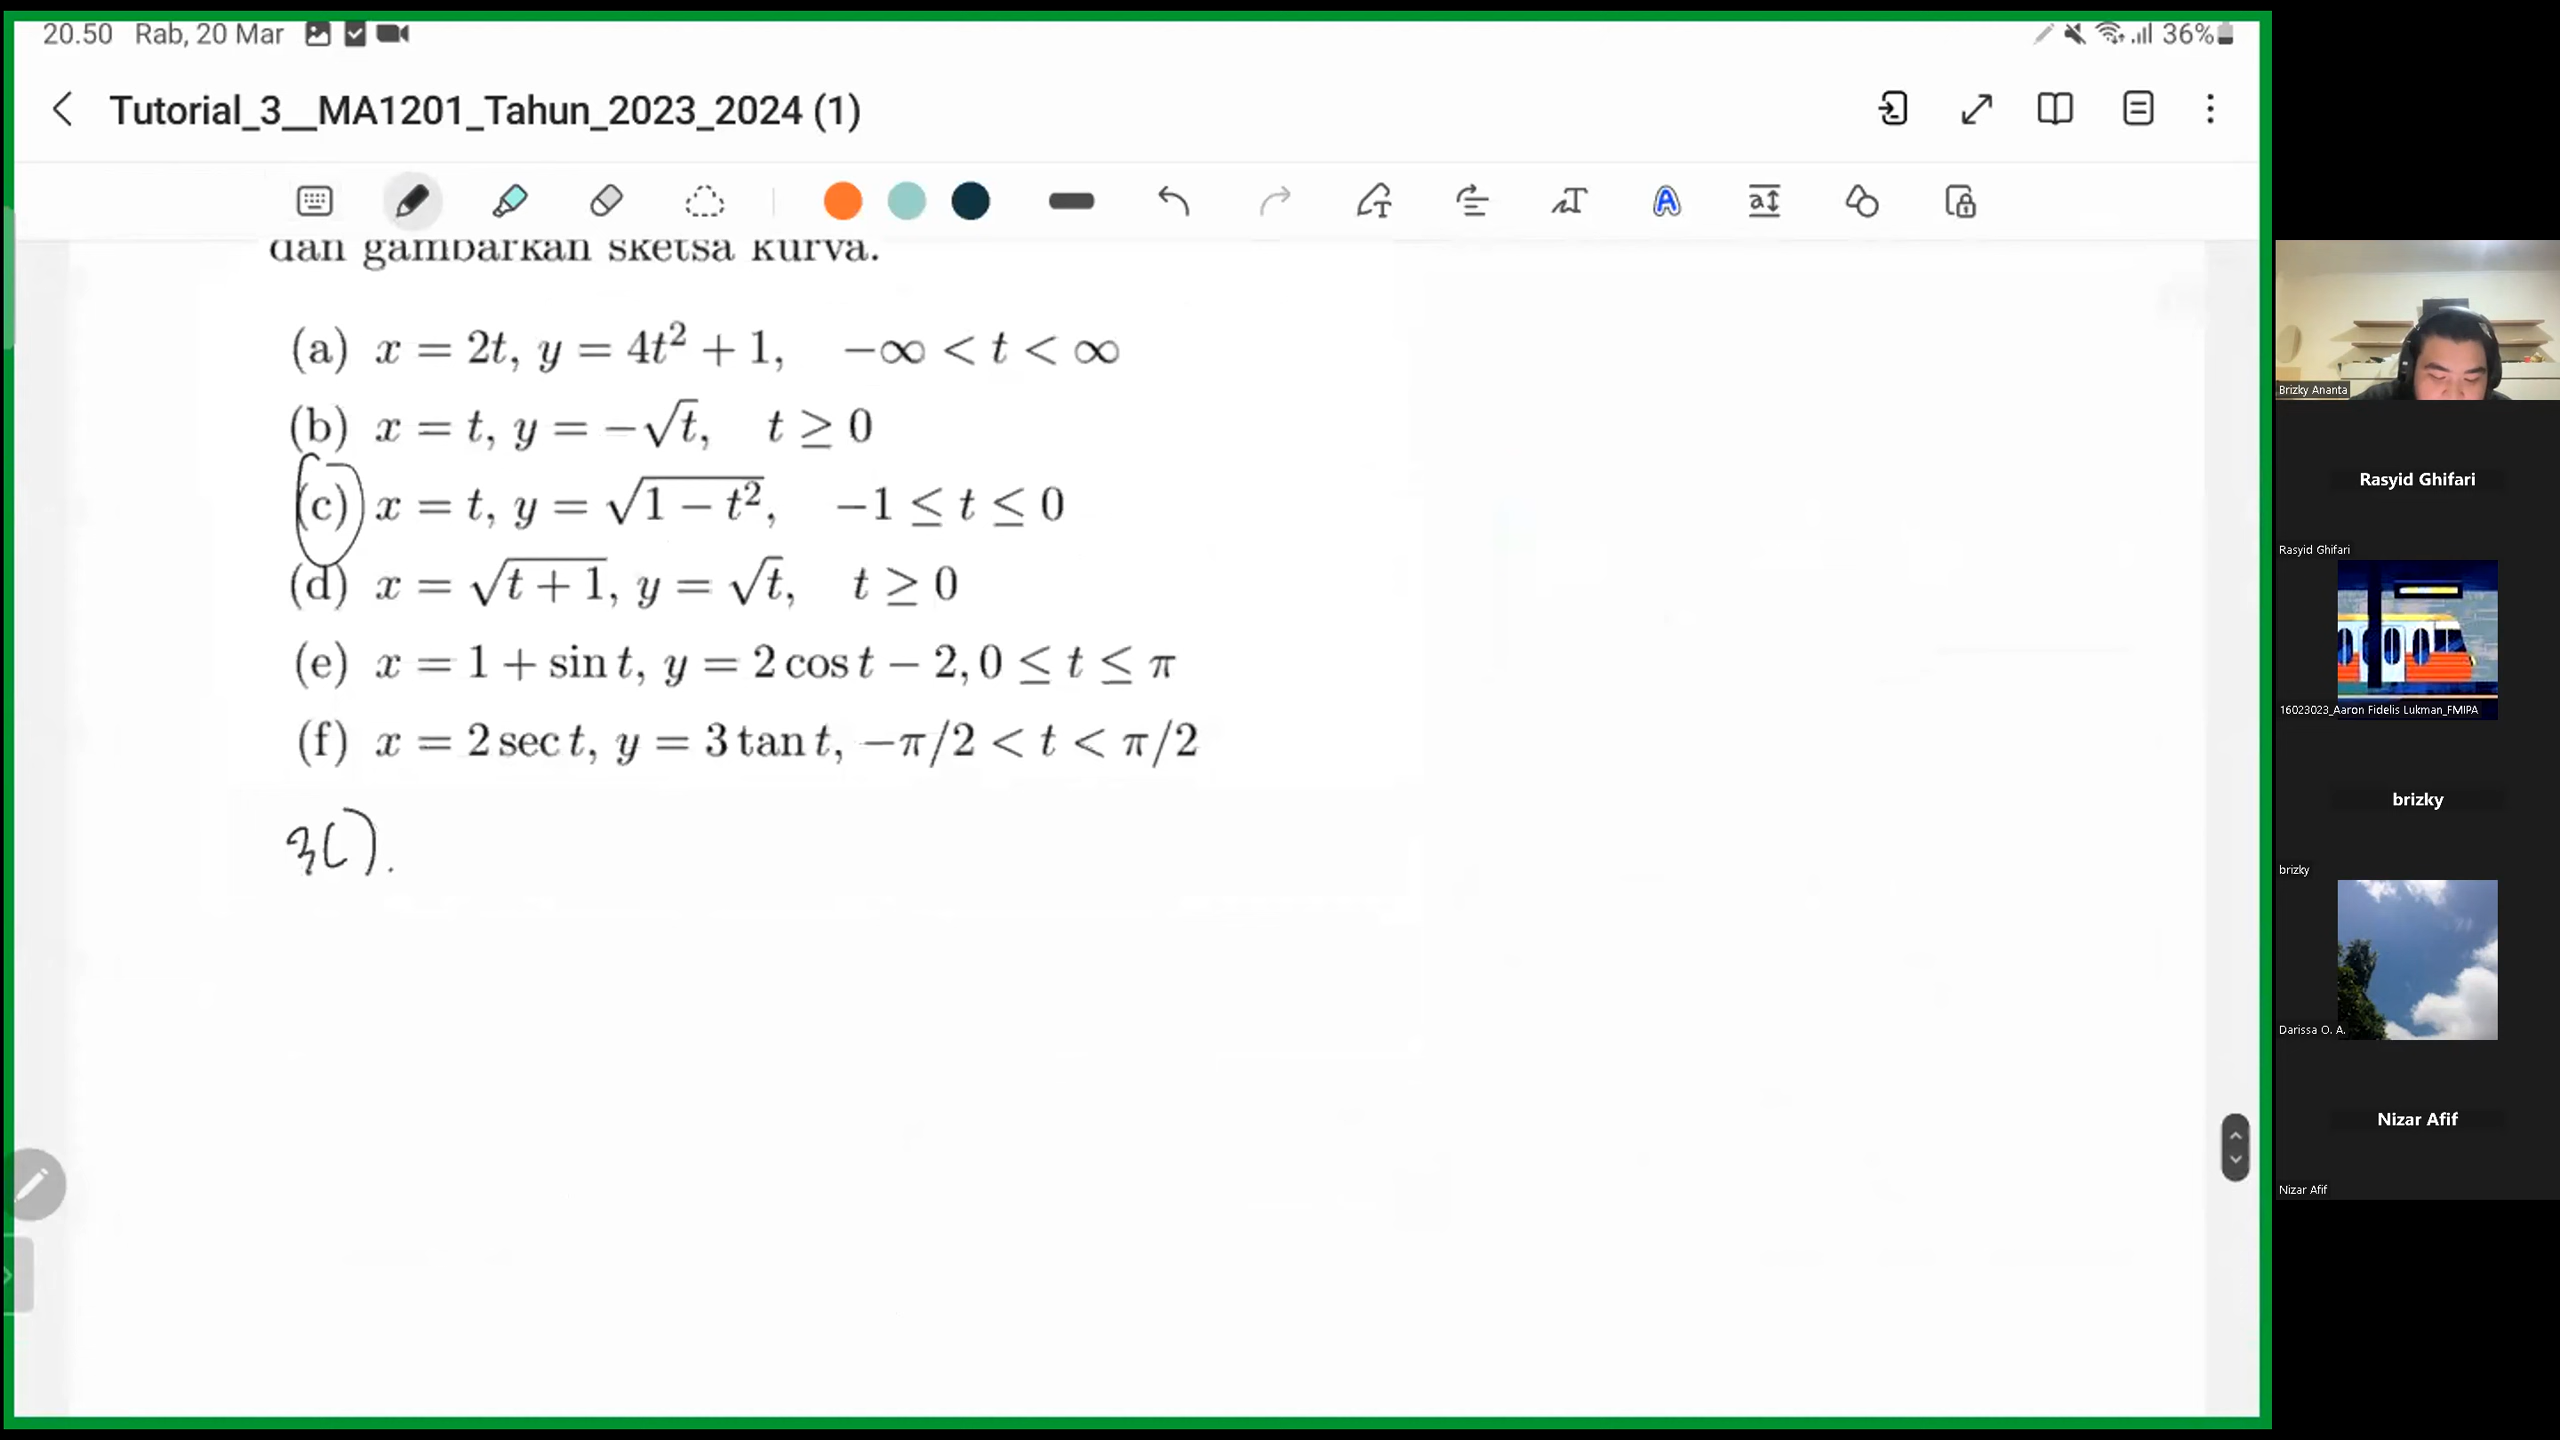 20.50 Rab, 20 Mar
36%
Tutorial_3__MA1201_Tahun_2023_2024 (1)
dan gambarkan sketsa kurva.
(a) x = 2t, y = 4t² + 1, −∞ < t < ∞
(b) x = t, y = −√t, t ≥ 0
(c) x = t, y = √(1 − t²), −1 ≤ t ≤ 0
(d) x = √(t + 1), y = √t, t ≥ 0
(e) x = 1 + sin t, y = 2 cos t − 2, 0 ≤ t ≤ π
(f) x = 2 sec t, y = 3 tan t, −π/2 < t < π/2
3().
Brizky Ananta
Rasyid Ghifari
Rasyid Ghifari
16023023_Aaron Fidelis Lukman_FMIPA
brizky
brizky
Darissa O. A.
Nizar Afif
Nizar Afif